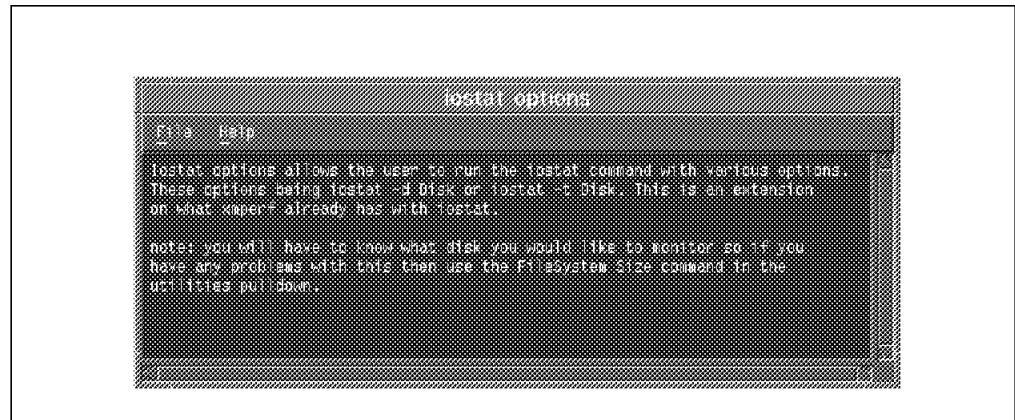 iostat options
File Help
Iostat options allows the user to run the iostat command with various options.
These options being iostat -d Disk or iostat -t Disk. This is an extension
on what xmperf already has with iostat.
note: you will have to know what disk you would like to monitor so if you
have any problems with this then use the FileSystem Size command in the
utilities pulldown.